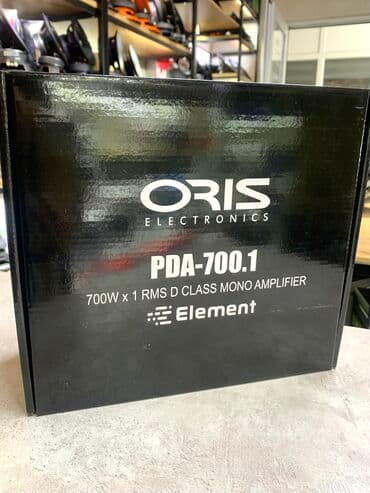 ORIS
ELECTRONICS
PDA-700.1
700W x 1 RMS D CLASS MONO AMPLIFIER
Element